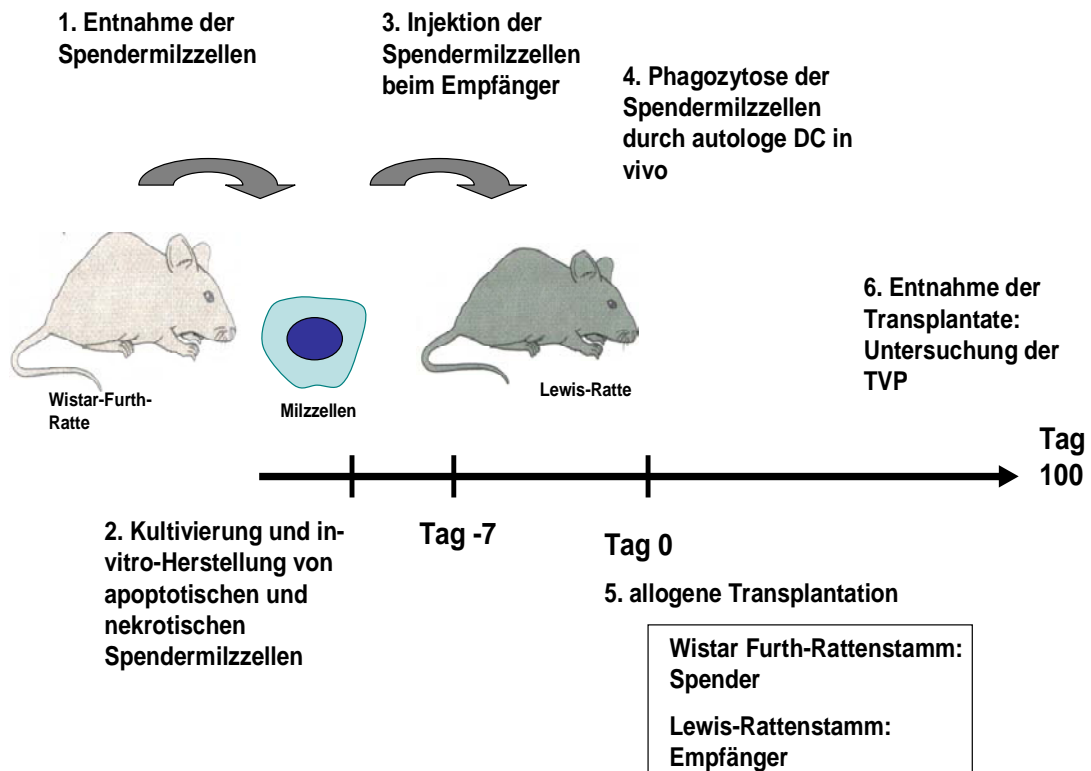 1. Entnahme der
Spendermilzzellen
3. Injektion der
Spendermilzzellen
beim Empfänger
4. Phagozytose der
Spendermilzzellen
durch autologe DC in
vivo
Wistar-Furth-
Ratte
Milzzellen
Lewis-Ratte
6. Entnahme der
Transplantate:
Untersuchung der
TVP
Tag
100
2. Kultivierung und in-
vitro-Herstellung von
apoptotischen und
nekrotischen
Spendermilzzellen
Tag -7
Tag 0
5. allogene Transplantation
Wistar Furth-Rattenstamm:
Spender
Lewis-Rattenstamm:
Empfänger